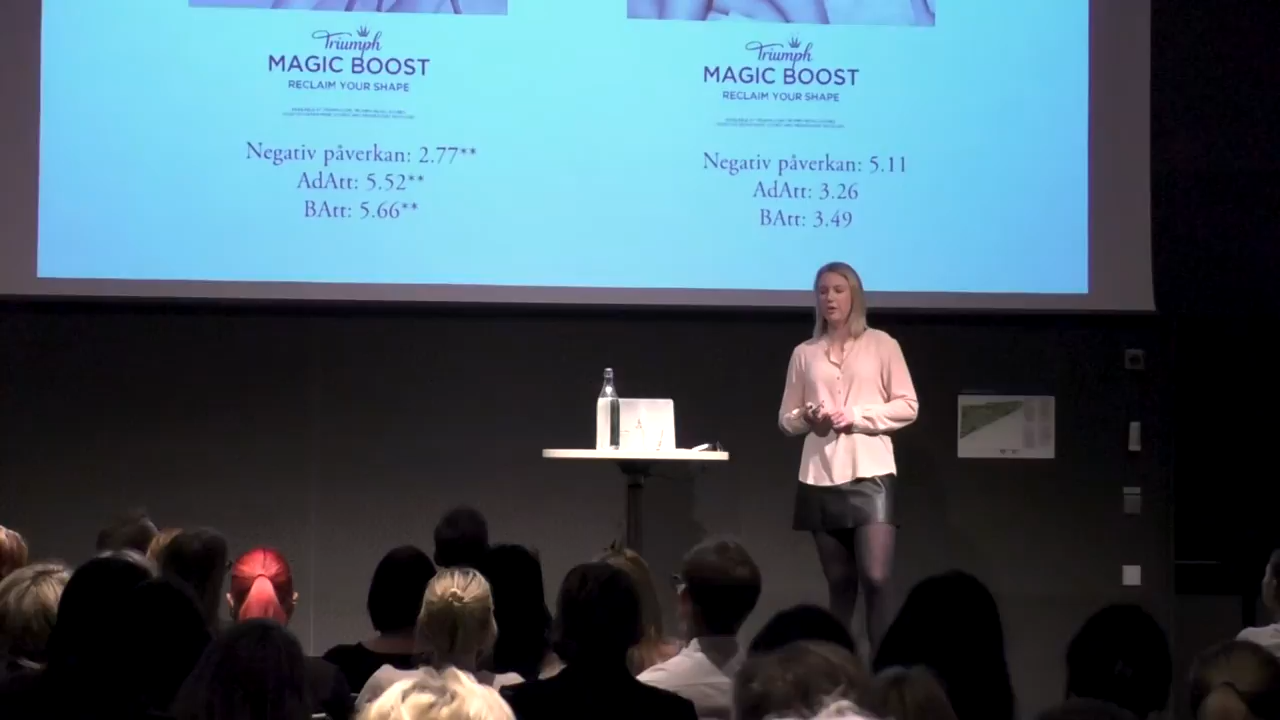 Triumph
MAGIC BOOST
RECLAIM YOUR SHAPE
Negativ påverkan: 2.77**
AdAtt: 5.52**
BAtt: 5.66**
Triumph
MAGIC BOOST
RECLAIM YOUR SHAPE
Negativ påverkan: 5.11
AdAtt: 3.26
BAtt: 3.49